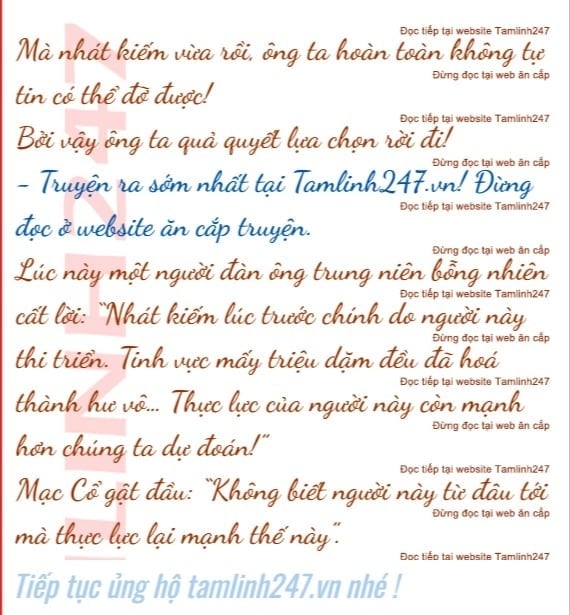 Đọc tiếp tại website Tamlinh247
Mà nhát kiếm vừa rồi, ông ta hoàn toàn không tự
Đừng đọc tại web ăn cắp
tin có thể đỡ được!
Đọc tiếp tại website Tamlinh247
Bởi vậy ông ta quả quyết lựa chọn rời đi!
Đừng đọc tại web ăn cắp
- Truyện ra sớm nhất tại Tamlinh247.vn! Đừng
Đọc tiếp tại website Tamlinh247
đọc ở website ăn cắp truyện.
Đừng đọc tại web ăn cắp
Lúc này một người đàn ông trung niên bỗng nhiên
Đọc tiếp tại website Tamlinh247
cất lời: “Nhát kiếm lúc trước chính do người này
Đừng đọc tại web ăn cắp
thi triển. Tinh vực mấy triệu dặm đều đã hoá
Đọc tiếp tại website Tamlinh247
thành hư vô... Thực lực của người này còn mạnh
Đừng đọc tại web ăn cắp
hơn chúng ta dự đoán!”
Đọc tiếp tại website Tamlinh247
Mạc Cổ gật đầu: “Không biết người này từ đâu tới
Đừng đọc tại web ăn cắp
mà thực lực lại mạnh thế này”.
Đọc tiếp tại website Tamlinh247
Tiếp tục ủng hộ tamlinh247.vn nhé !
LINH247